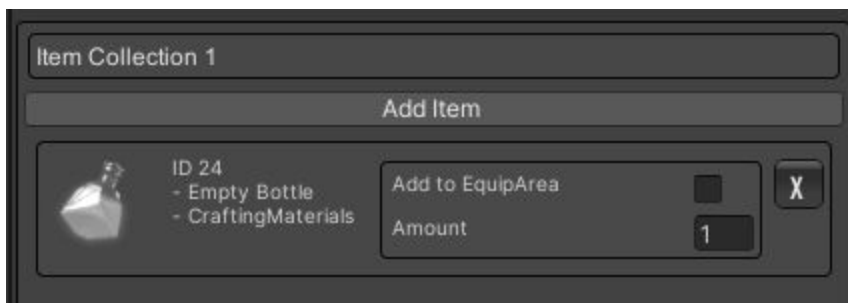 Item Collection 1
Add Item
ID 24
- Empty Bottle
- CraftingMaterials
Add to EquipArea
Amount
1
X